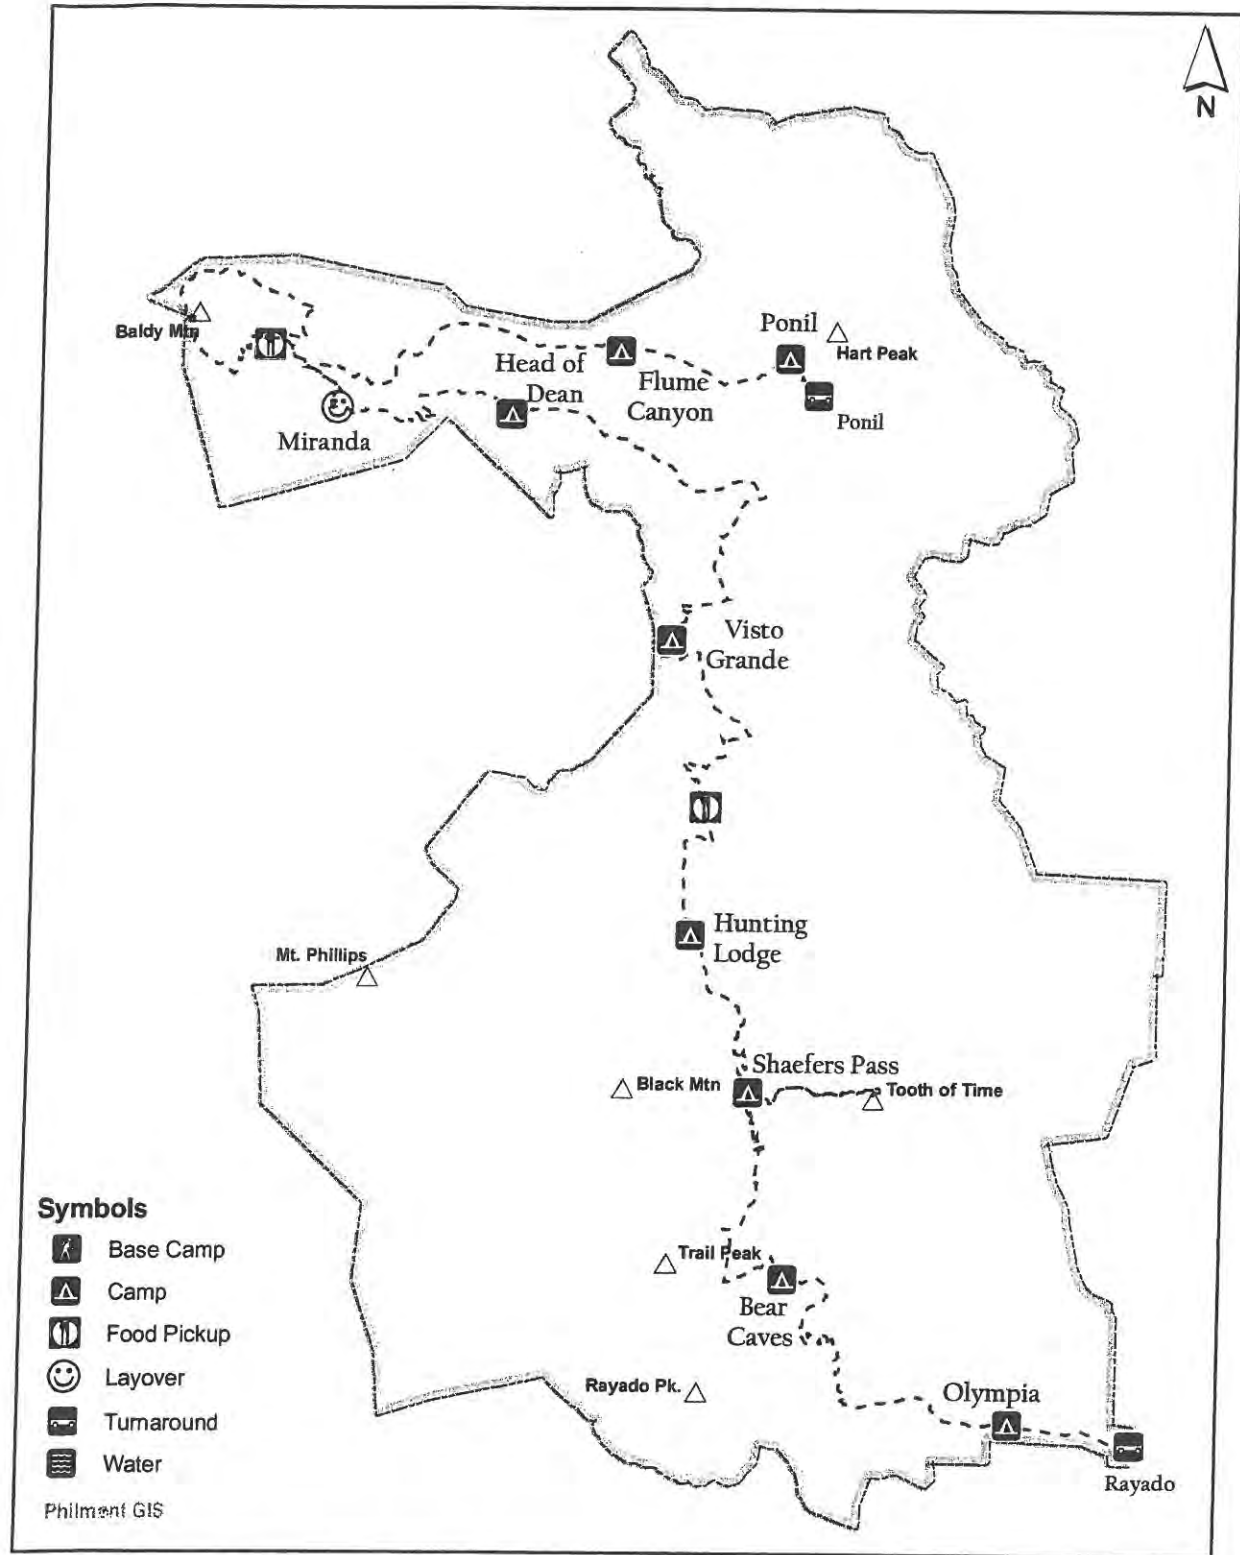 N
Baldy Mtn
Ponil
Hart Peak
Head of
Dean
Flume
Canyon
Ponil
Miranda
Visto
Grande
Hunting
Lodge
Mt. Phillips
Shaefers Pass
Black Mtn
Tooth of Time
Trail Peak
Bear
Caves
Rayado Pk.
Olympia
Rayado
Symbols
Base Camp
Camp
Food Pickup
Layover
Turnaround
Water
Philmont GIS